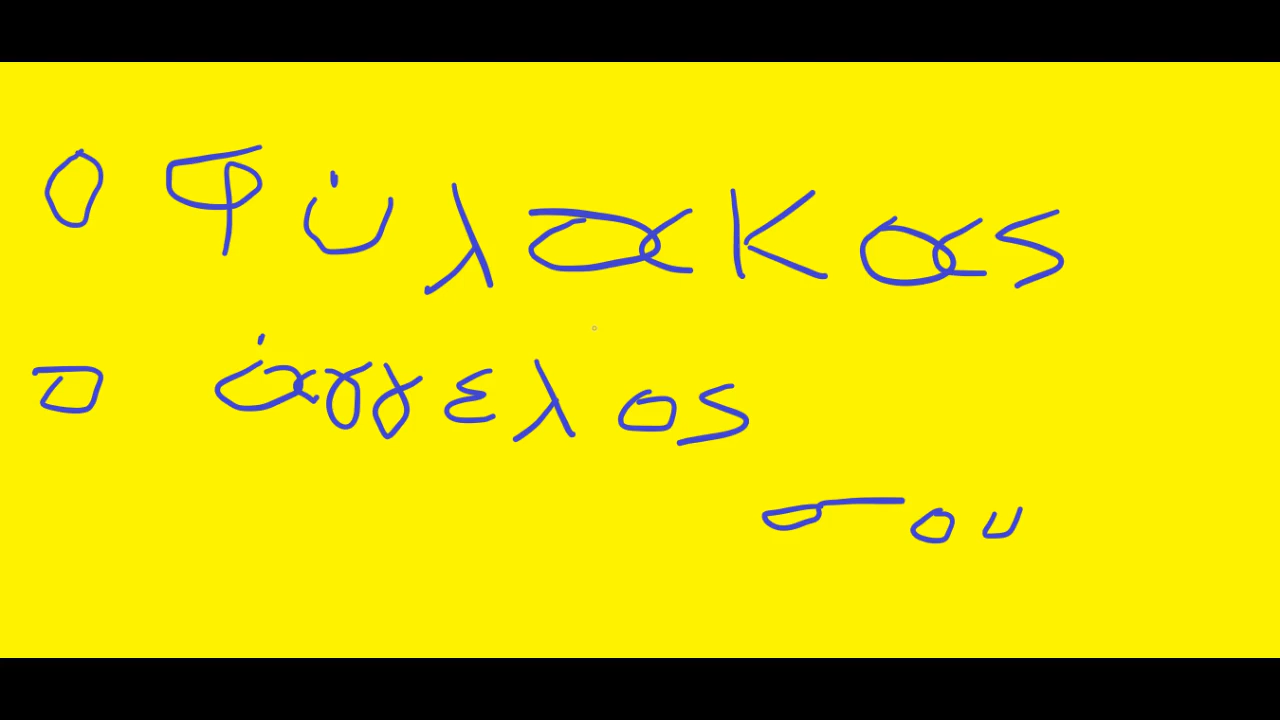 ο φύλακας
ο άγγελος
σου